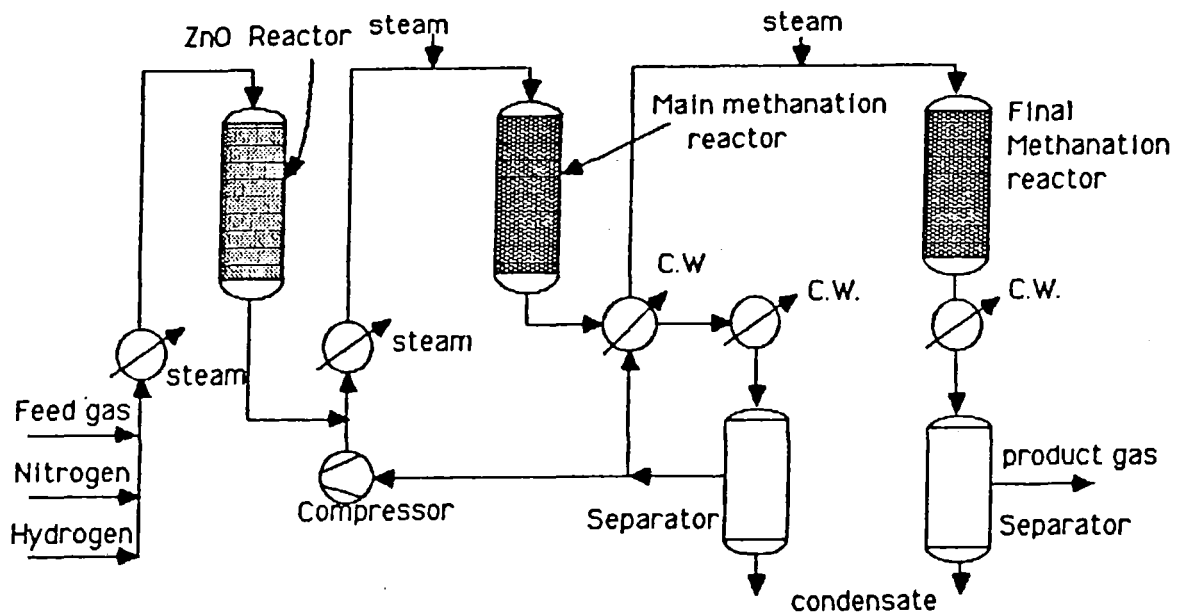 steam
steam
ZnO Reactor
Main methanation
reactor
Final
Methanation
reactor
C.W
C.W.
C.W.
steam
steam
Feed gas
Nitrogen
Hydrogen
Compressor
Separator
product gas
Separator
condensate